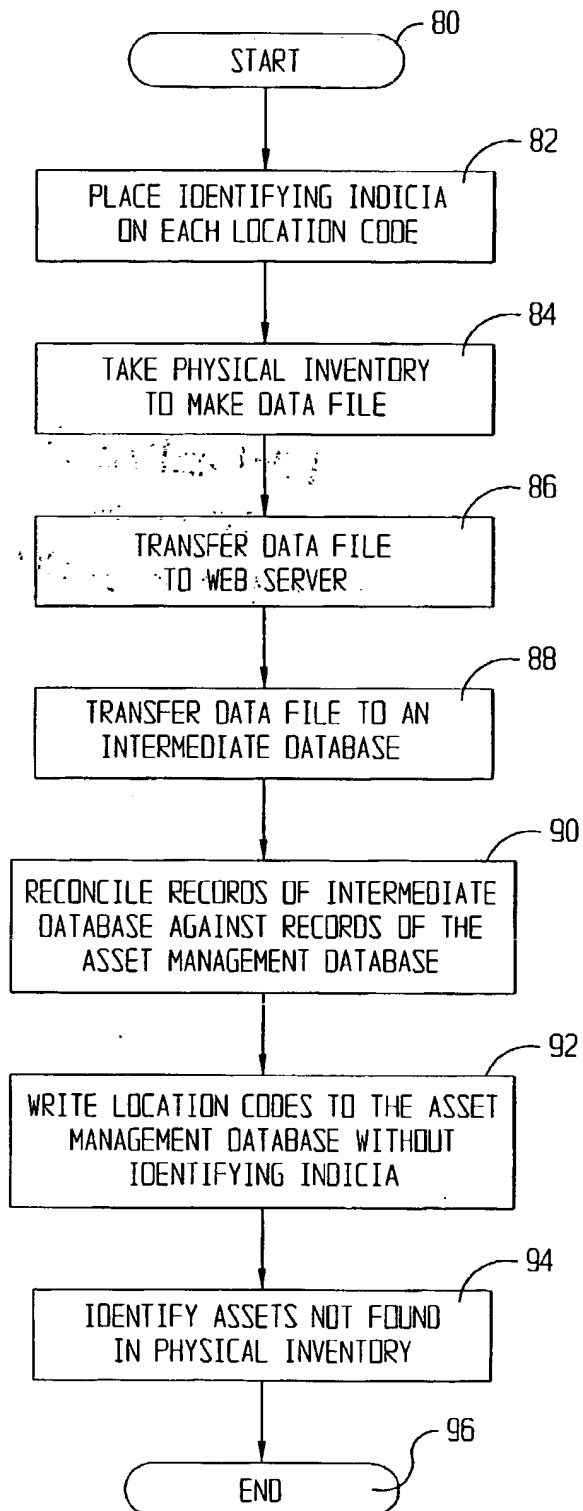 80
START
82
PLACE IDENTIFYING INDICIA
ON EACH LOCATION CODE
84
TAKE PHYSICAL INVENTORY
TO MAKE DATA FILE
86
TRANSFER DATA FILE
TO WEB SERVER
88
TRANSFER DATA FILE TO AN
INTERMEDIATE DATABASE
90
RECONCILE RECORDS OF INTERMEDIATE
DATABASE AGAINST RECORDS OF THE
ASSET MANAGEMENT DATABASE
92
WRITE LOCATION CODES TO THE ASSET
MANAGEMENT DATABASE WITHOUT
IDENTIFYING INDICIA
94
IDENTIFY ASSETS NOT FOUND
IN PHYSICAL INVENTORY
96
END